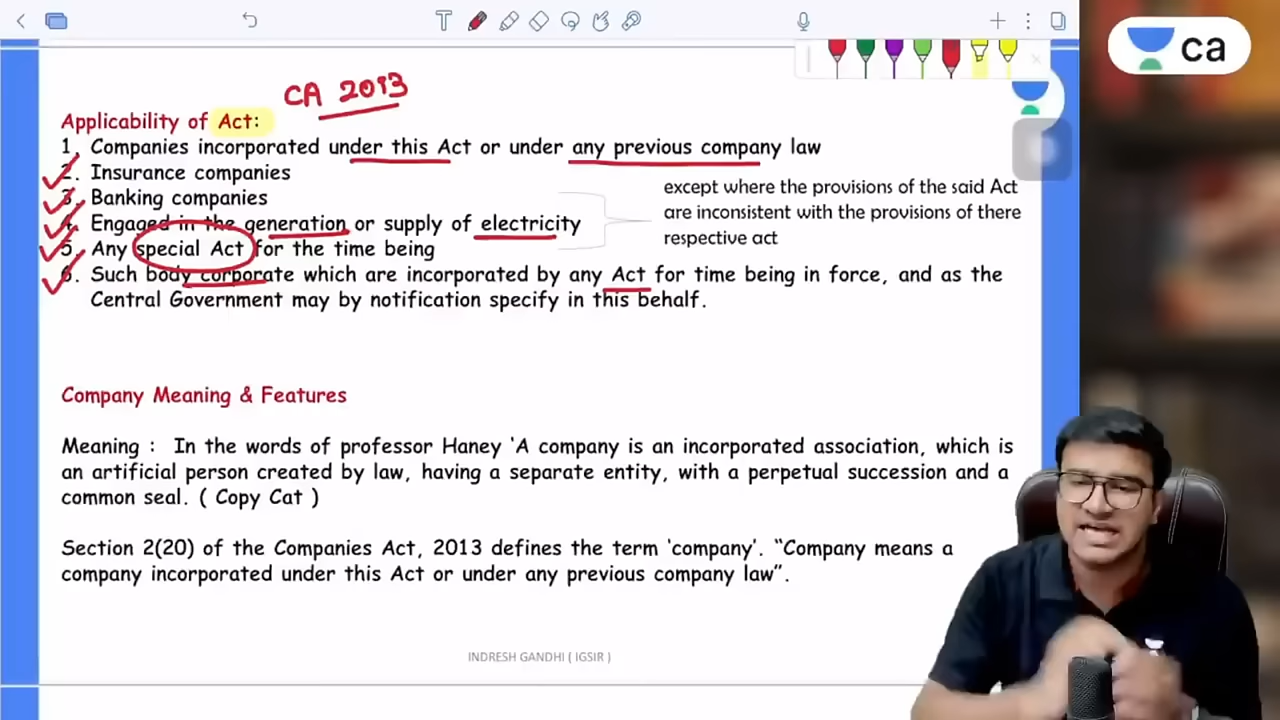 ca
CA 2013
Applicability of Act:
1. Companies incorporated under this Act or under any previous company law
2. Insurance companies
3. Banking companies
4. Engaged in the generation or supply of electricity
5. Any special Act for the time being
6. Such body corporate which are incorporated by any Act for time being in force, and as the
Central Government may by notification specify in this behalf.
except where the provisions of the said Act
are inconsistent with the provisions of there
respective act
Company Meaning & Features
Meaning : In the words of professor Haney ‘A company is an incorporated association, which is
an artificial person created by law, having a separate entity, with a perpetual succession and a
common seal. ( Copy Cat )
Section 2(20) of the Companies Act, 2013 defines the term ‘company’. “Company means a
company incorporated under this Act or under any previous company law”.
INDRESH GANDHI ( IGSIR )